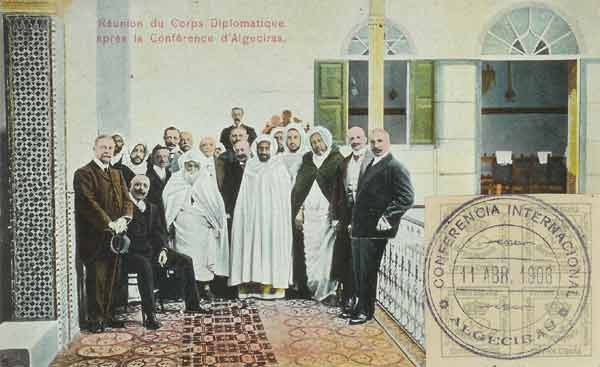 Réunion du Corps Diplomatique
après la Conférence d'Algeciras.
CONFERENCIA INTERNACIONAL
11 ABR. 1906
ALGECIRAS